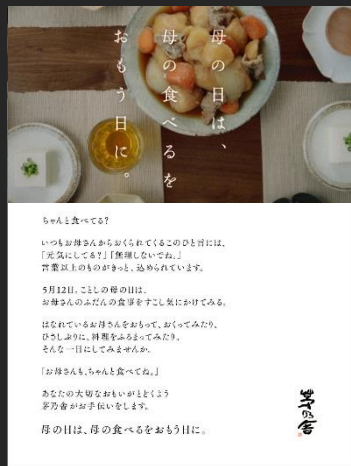 母の日は、
母の食べるを
おもう日に。
ちゃんと食べてる？
いつもお母さんからおくられてくるこのひと言には、
「元気にしてる？」「無理しないでね。」
言葉以上のものがきっと、込められています。
5月12日。ことしの母の日は、
お母さんのふだんの食事をすこし気にかけてみる。
はなれているお母さんをおもって、おくってみたり、
ひさしぶりに、料理をふるまってみたり。
そんな一日にしてみませんか。
「お母さんも、ちゃんと食べてね。」
あなたの大切なおもいがとどくよう
茅乃舎がお手伝いをします。
母の日は、母の食べるをおもう日に。
茅乃舎